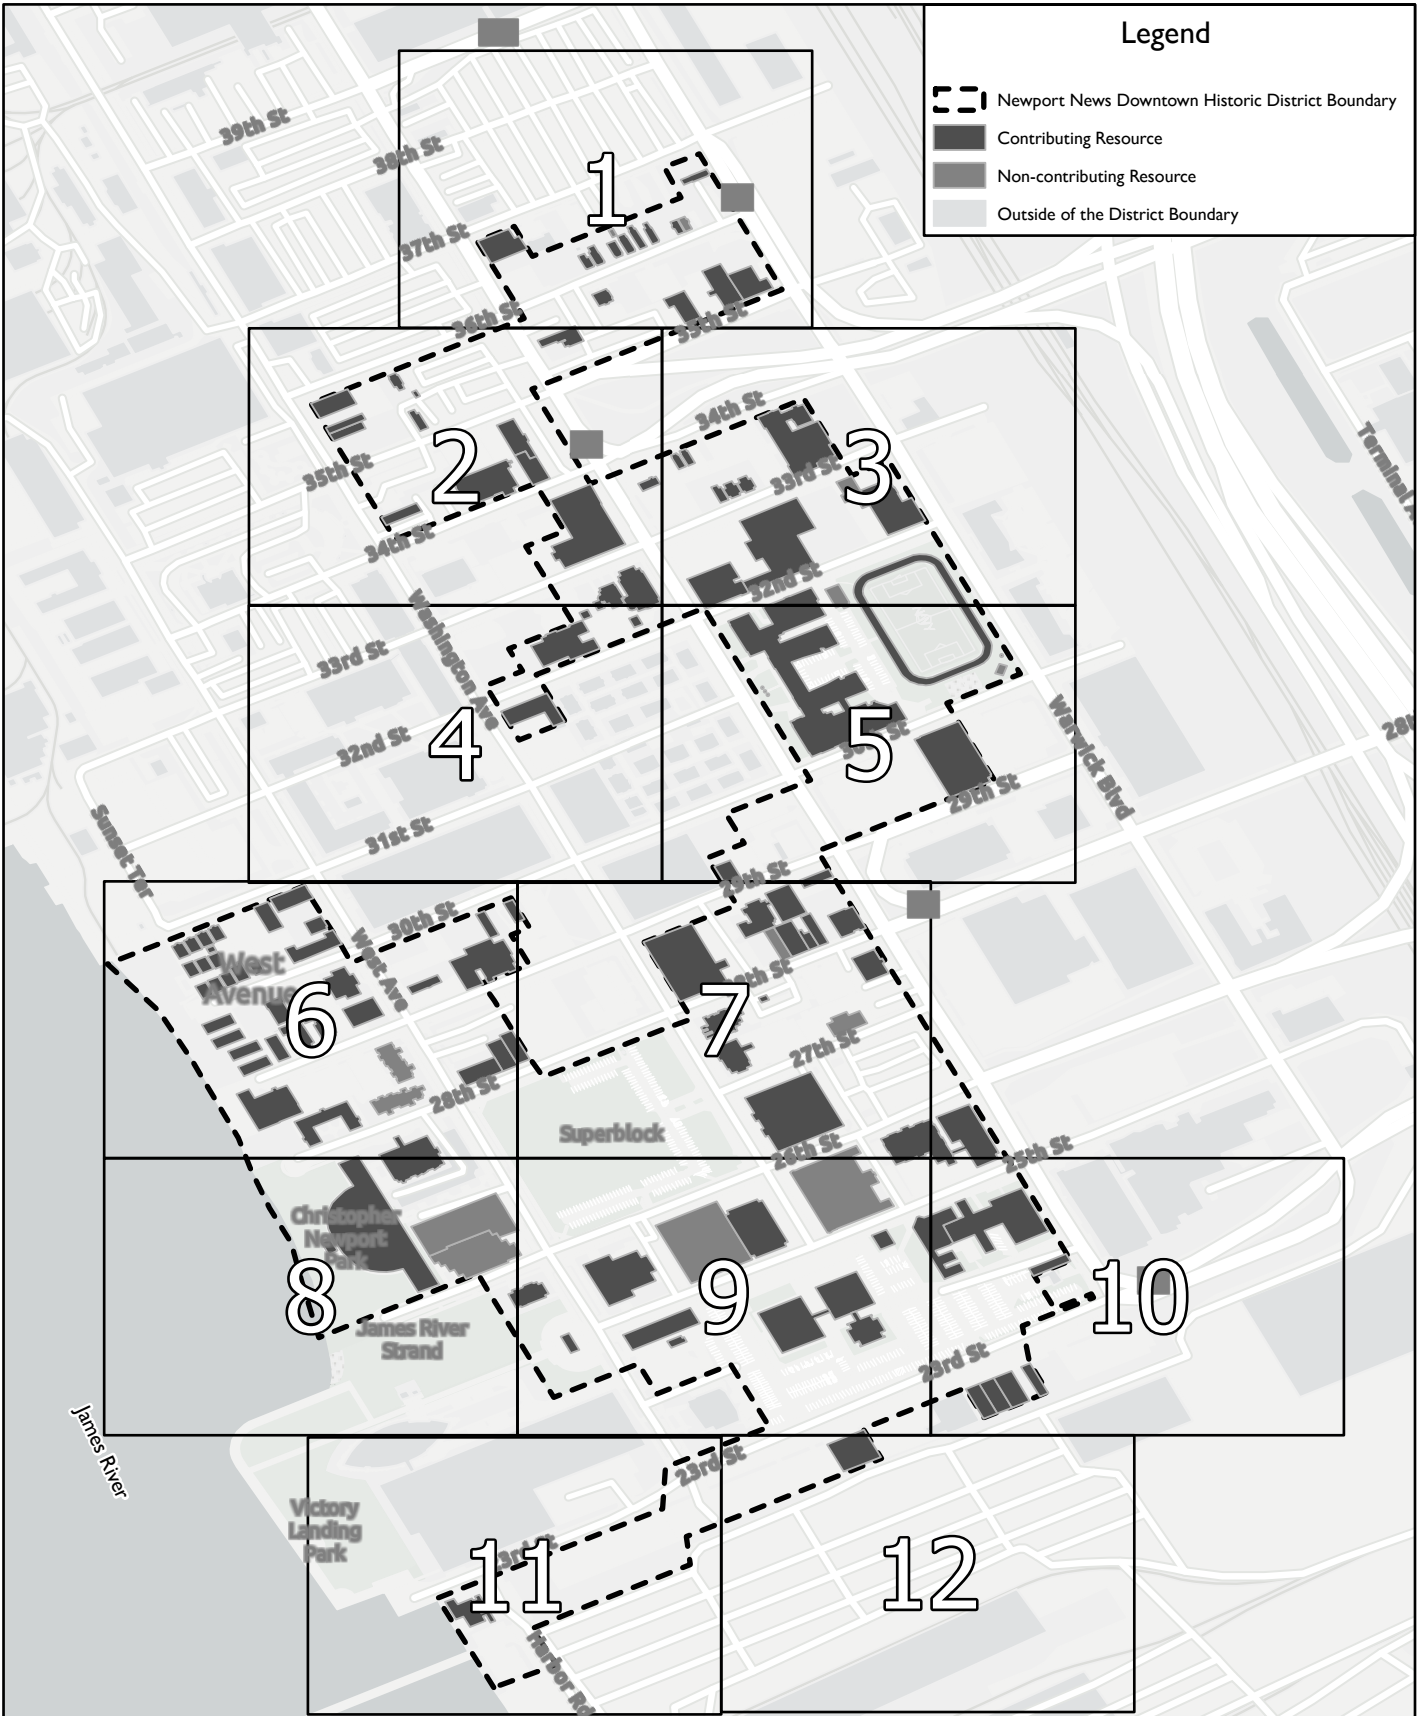 Legend
Newport News Downtown Historic District Boundary
Contributing Resource
Non-contributing Resource
Outside of the District Boundary
39th St
38th St
1
37th St
36th St
35th St
34th St
2
3
35th St
33rd St
34th St
32nd St
Washington Ave
33rd St
4
32nd St
5
Warwick Blvd
29th St
31st St
Sunset Ter
29th St
30th St
West Ave
West
Avenue
6
7
27th St
28th St
Superblock
26th St
25th St
Christopher
Newport
Park
8
9
10
James River
Strand
23rd St
James River
23rd St
Victory
Landing
Park
11
12
Harbor Rd